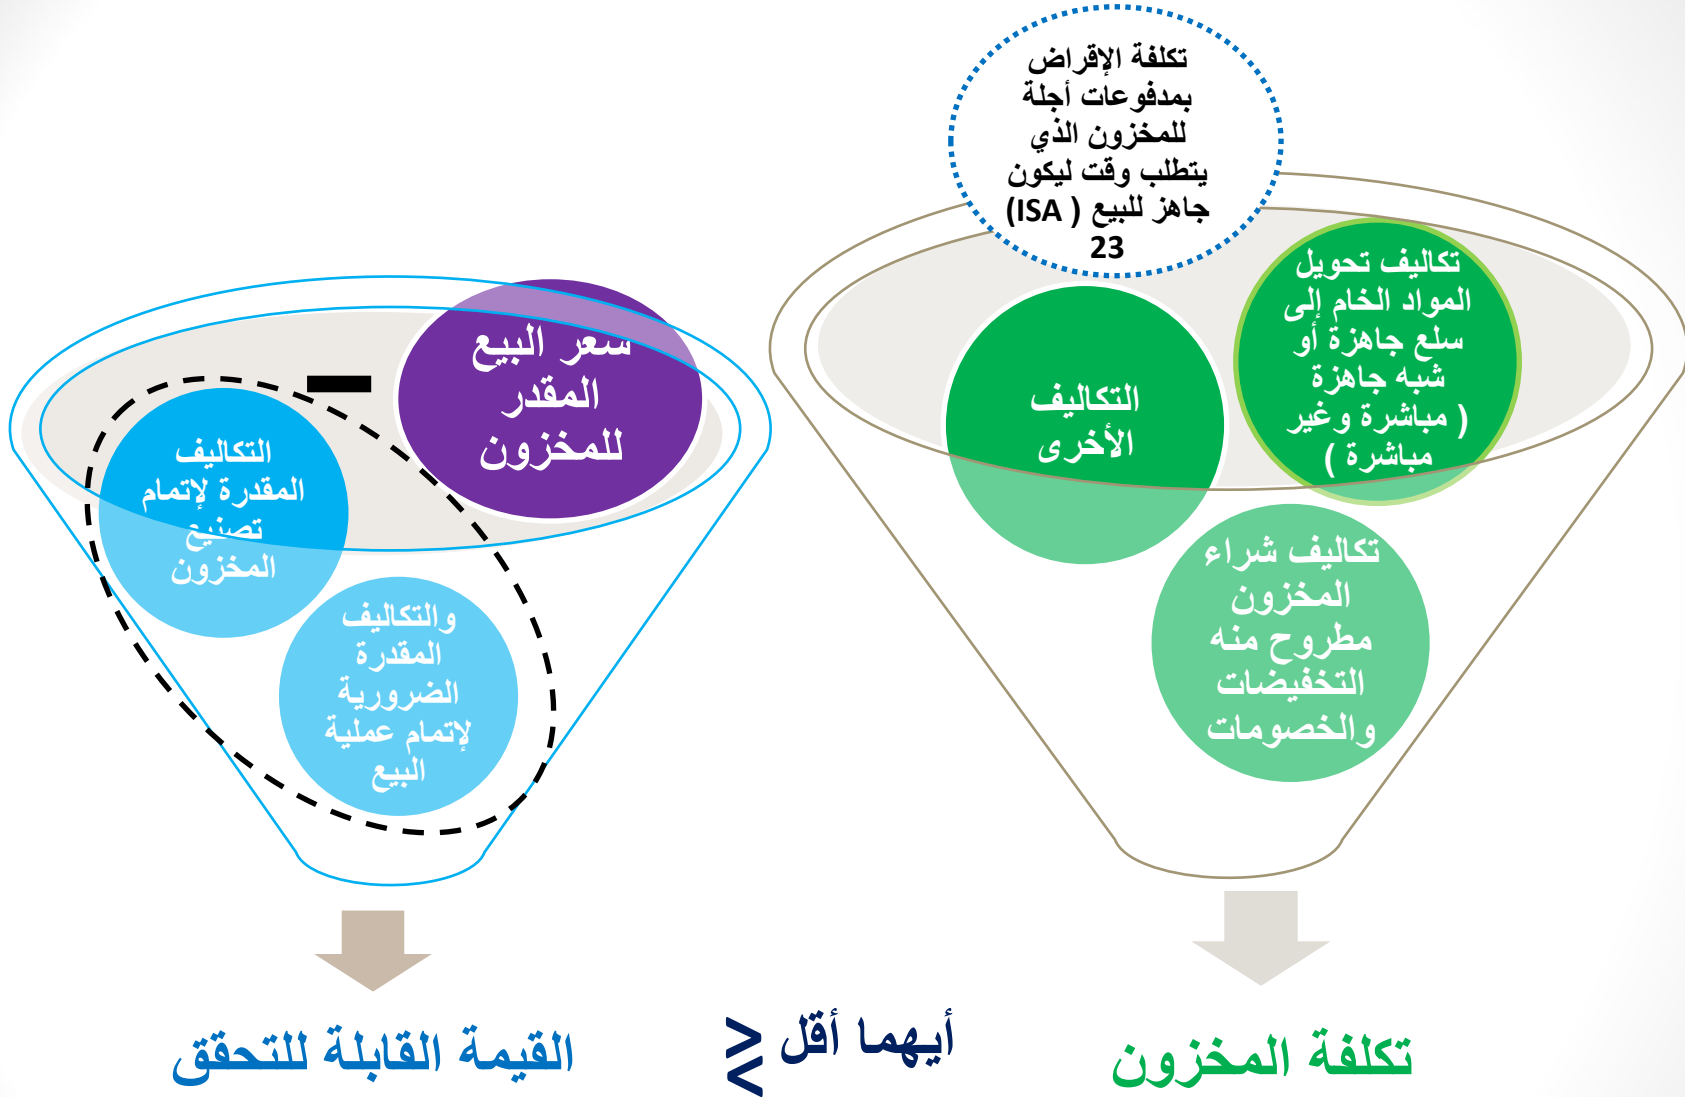 تكلفة الإقراض
بمدفوعات أجلة
للمخزون الذي
يتطلب وقت ليكون
جاهز للبيع ( ISA)
23
تكاليف تحويل
المواد الخام إلى
سلع جاهزة أو
شبه جاهزة
( مباشرة وغير
مباشرة )
التكاليف
الأخرى
تكاليف شراء
المخزون
مطروح منه
التخفيضات
والخصومات
سعر البيع
المقدر
للمخزون
–
التكاليف
المقدرة لإتمام
تصنيع
المخزون
والتكاليف
المقدرة
الضرورية
لإتمام عملية
البيع
تكلفة المخزون
أيهما أقل
<
>
القيمة القابلة للتحقق